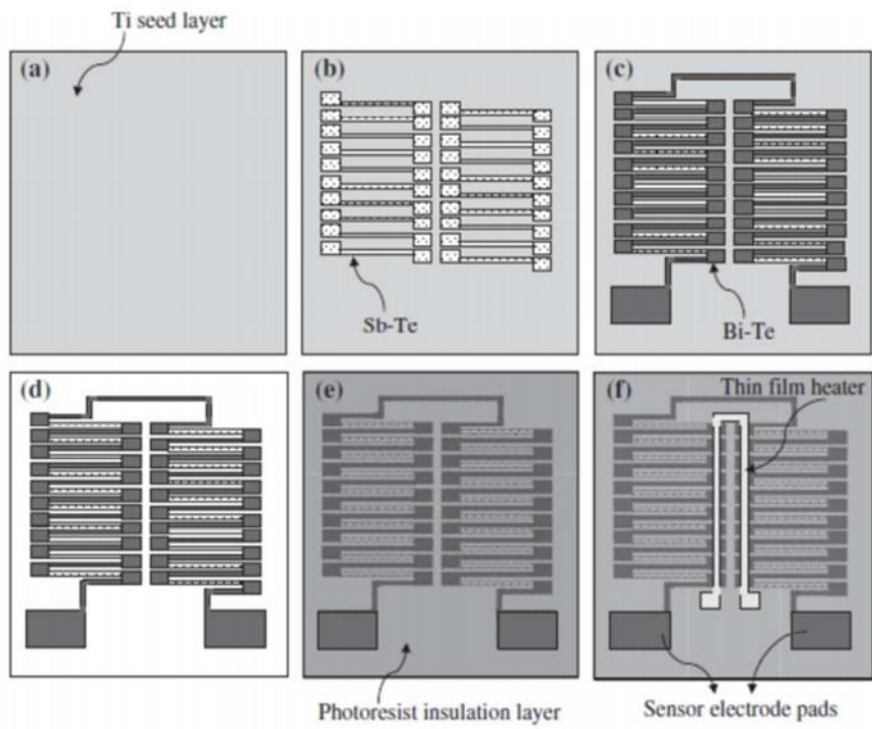 Ti seed layer
(a)
(b)
(c)
Sb-Te
Bi-Te
(d)
(e)
(f)
Thin film heater
Photoresist insulation layer
Sensor electrode pads